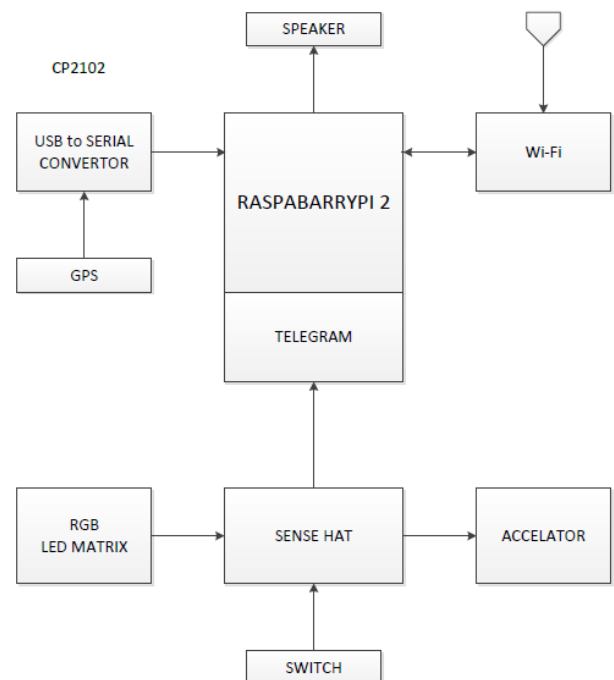 SPEAKER
CP2102
USB to SERIAL
CONVERTOR
RASPABARRYPI 2
Wi-Fi
GPS
TELEGRAM
RGB
LED MATRIX
SENSE HAT
ACCELATOR
SWITCH